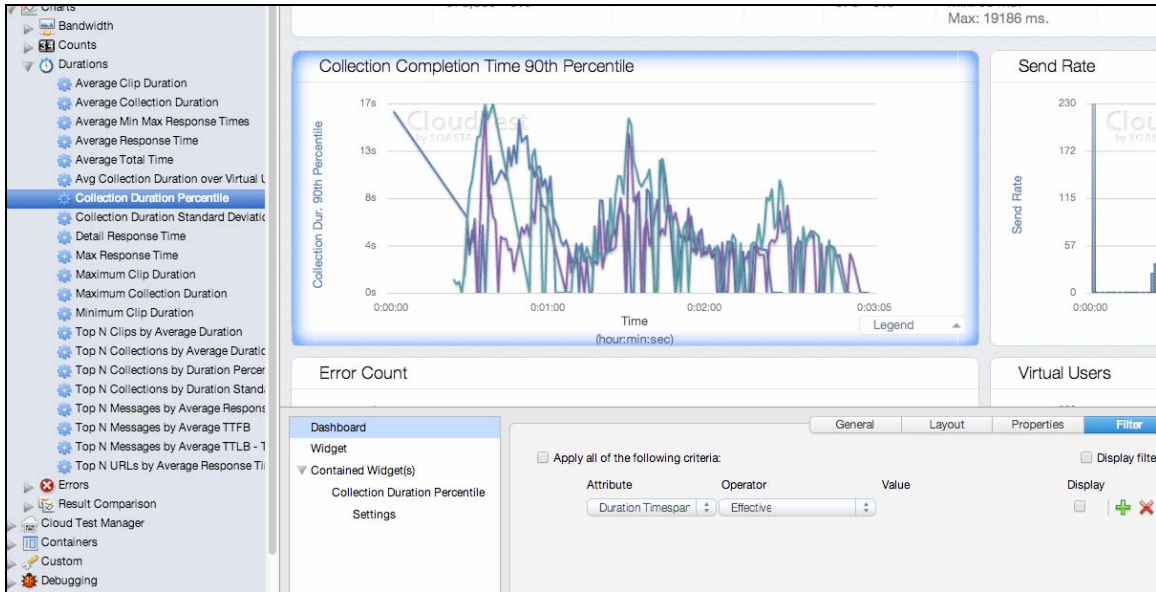 Charts
Bandwidth
Counts
Durations
Average Clip Duration
Average Collection Duration
Average Min Max Response Times
Average Response Time
Average Total Time
Avg Collection Duration over Virtual U
Collection Duration Percentile
Collection Duration Standard Deviatic
Detail Response Time
Max Response Time
Maximum Clip Duration
Maximum Collection Duration
Minimum Clip Duration
Top N Clips by Average Duration
Top N Collections by Average Duratic
Top N Collections by Duration Percer
Top N Collections by Duration Standa
Top N Messages by Average Respons
Top N Messages by Average TTFB
Top N Messages by Average TTLB - T
Top N URLs by Average Response Ti
Errors
Result Comparison
Cloud Test Manager
Containers
Custom
Debugging
Max: 19186 ms.
Collection Completion Time 90th Percentile
CloudTest
by SOASTA
Collection Dur. 90th Percentile
17s
13s
8s
4s
0s
0:00:00
0:01:00
0:02:00
0:03:05
Time
(hour:min:sec)
Legend
Send Rate
Clou
by SOAS
Send Rate
230
172
115
57
0
0:00:00
Error Count
Virtual Users
Dashboard
Widget
Contained Widget(s)
Collection Duration Percentile
Settings
General
Layout
Properties
Filter
Apply all of the following criteria:
Display filte
Attribute
Operator
Value
Display
Duration Timespar
Effective